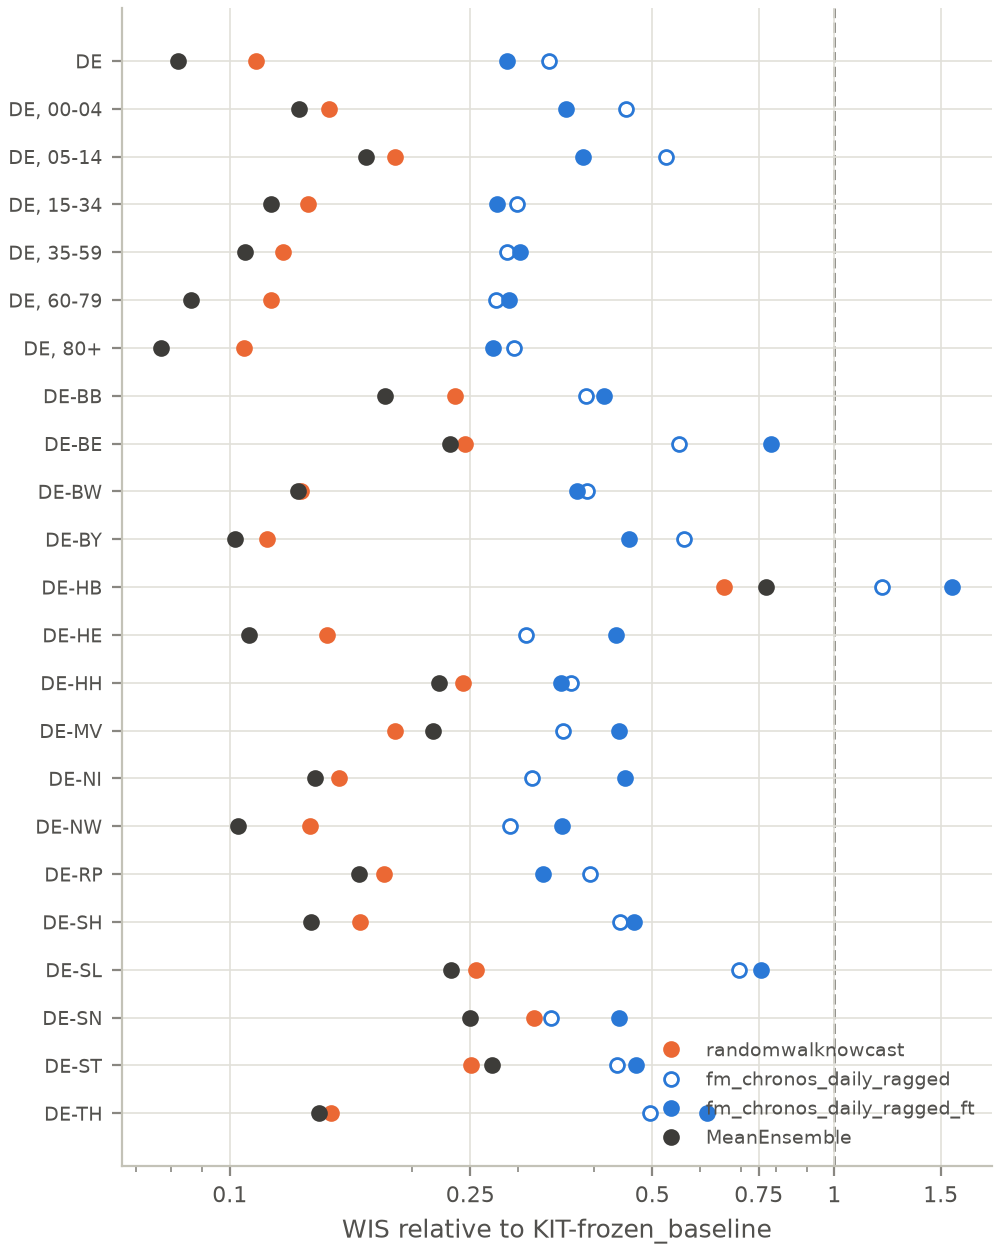 DE
DE, 00-04
DE, 05-14
DE, 15-34
DE, 35-59
DE, 60-79
DE, 80+
DE-BB
DE-BE
DE-BW
DE-BY
DE-HB
DE-HE
DE-HH
DE-MV
DE-NI
DE-NW
DE-RP
DE-SH
DE-SL
DE-SN
DE-ST
DE-TH
randomwalknowcast
fm_chronos_daily_ragged
fm_chronos_daily_ragged_ft
MeanEnsemble
0.1 0.25 0.5 0.75 1 1.5
WIS relative to KIT-frozen_baseline